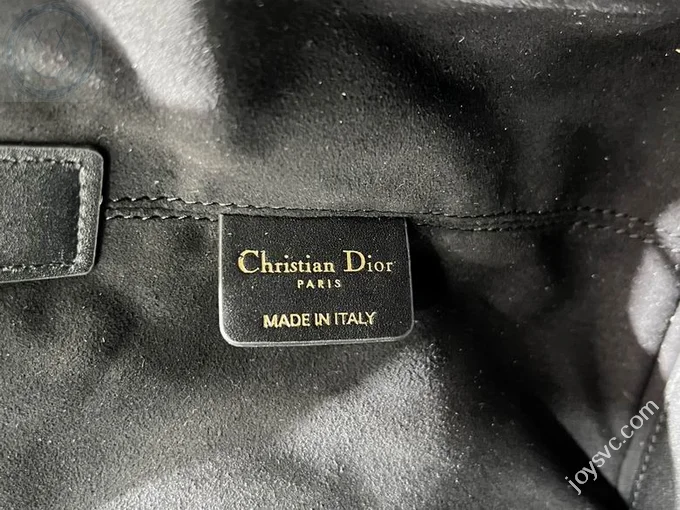 Christian Dior
PARIS
MADE IN ITALY
joysvc.com